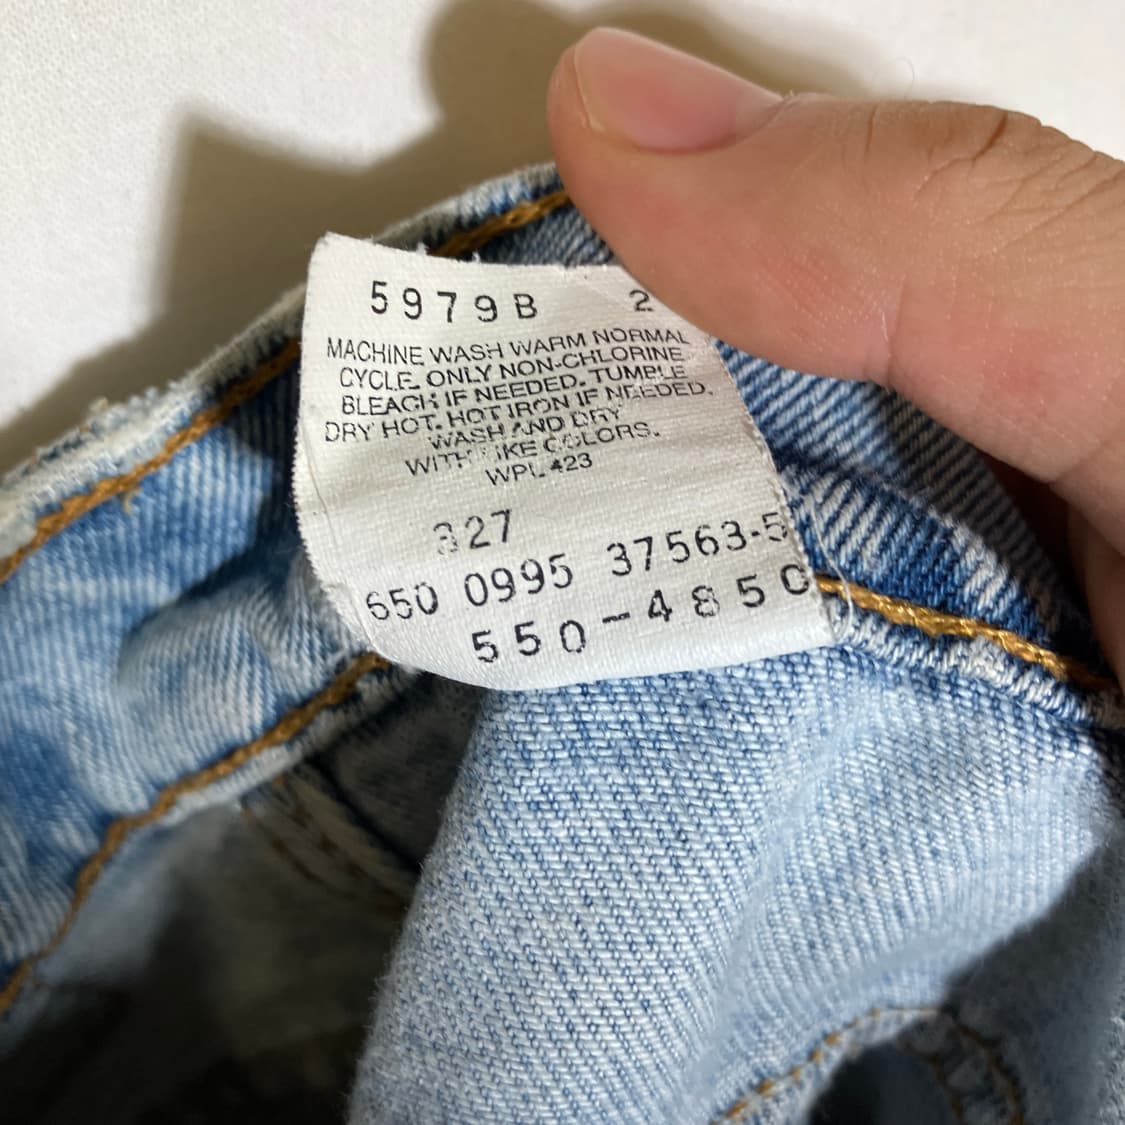 5979B 2
MACHINE WASH WARM NORMAL
CYCLE. ONLY NON-CHLORINE
BLEACH IF NEEDED. TUMBLE
DRY HOT. HOT IRON IF NEEDED.
WASH AND DRY
WITH LIKE COLORS.
WPL 423
327
650 0995 37563-5
550-4850